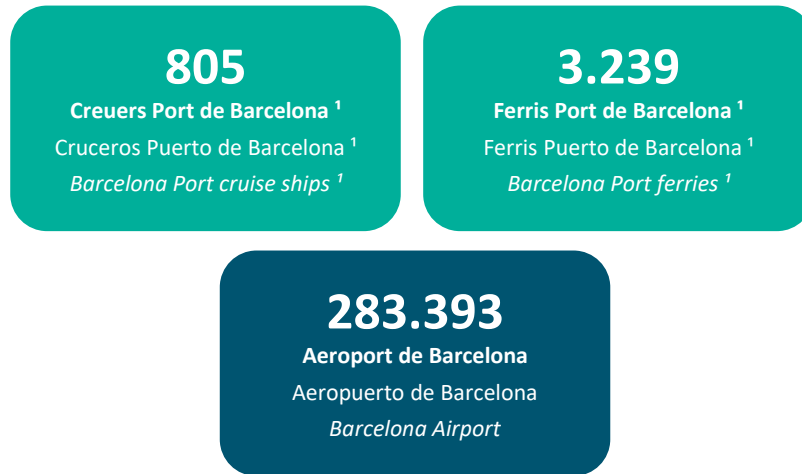 805
Creuers Port de Barcelona ¹
Cruceros Puerto de Barcelona ¹
Barcelona Port cruise ships ¹
3.239
Ferris Port de Barcelona ¹
Ferris Puerto de Barcelona ¹
Barcelona Port ferries ¹
283.393
Aeroport de Barcelona
Aeropuerto de Barcelona
Barcelona Airport